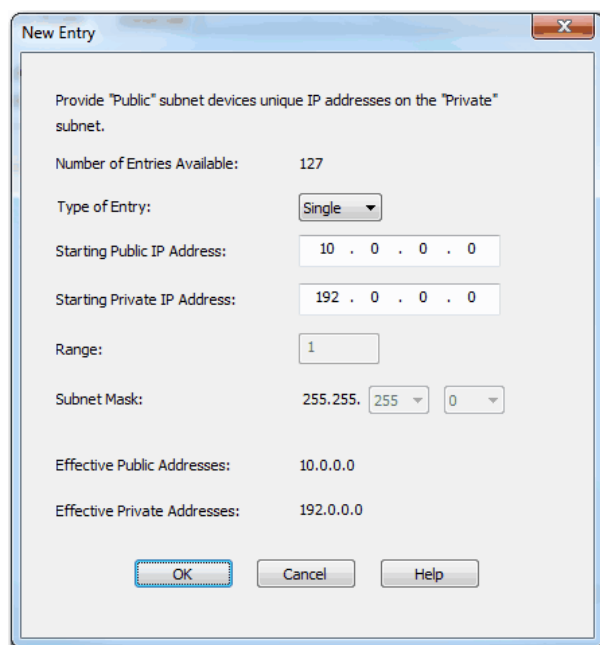 New Entry
Provide "Public" subnet devices unique IP addresses on the "Private"
subnet.
Number of Entries Available: 127
Type of Entry: Single
Starting Public IP Address: 10 . 0 . 0 . 0
Starting Private IP Address: 192 . 0 . 0 . 0
Range: 1
Subnet Mask: 255.255. 255 0
Effective Public Addresses: 10.0.0.0
Effective Private Addresses: 192.0.0.0
OK Cancel Help